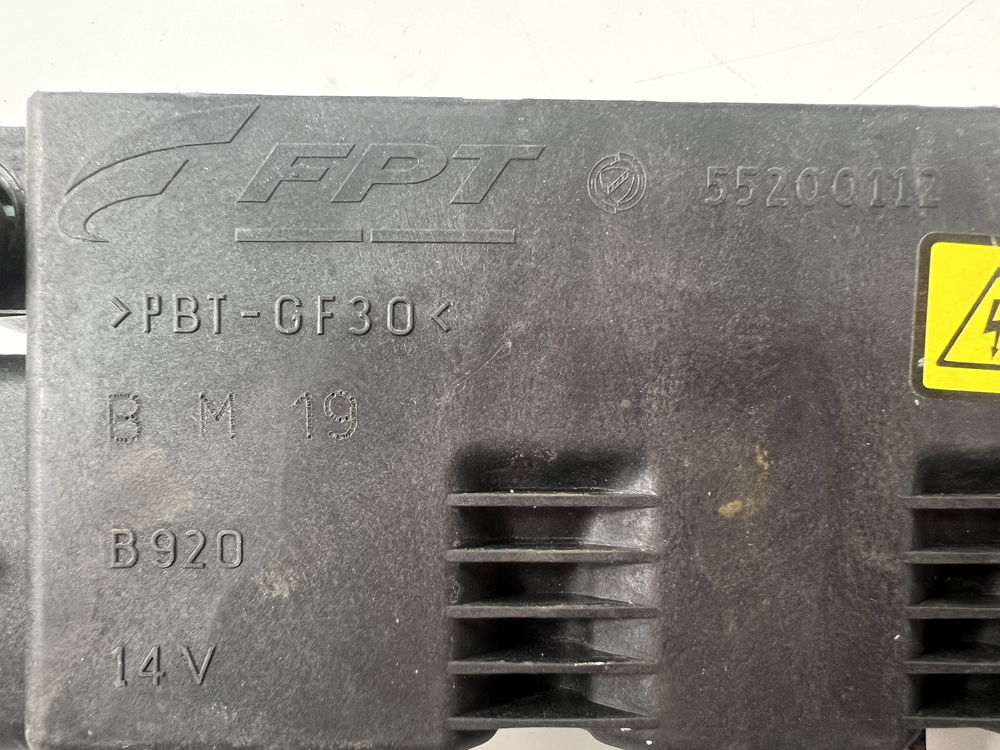 FPT 55200112
>PBT-GF30<
B M 19
B920
14V